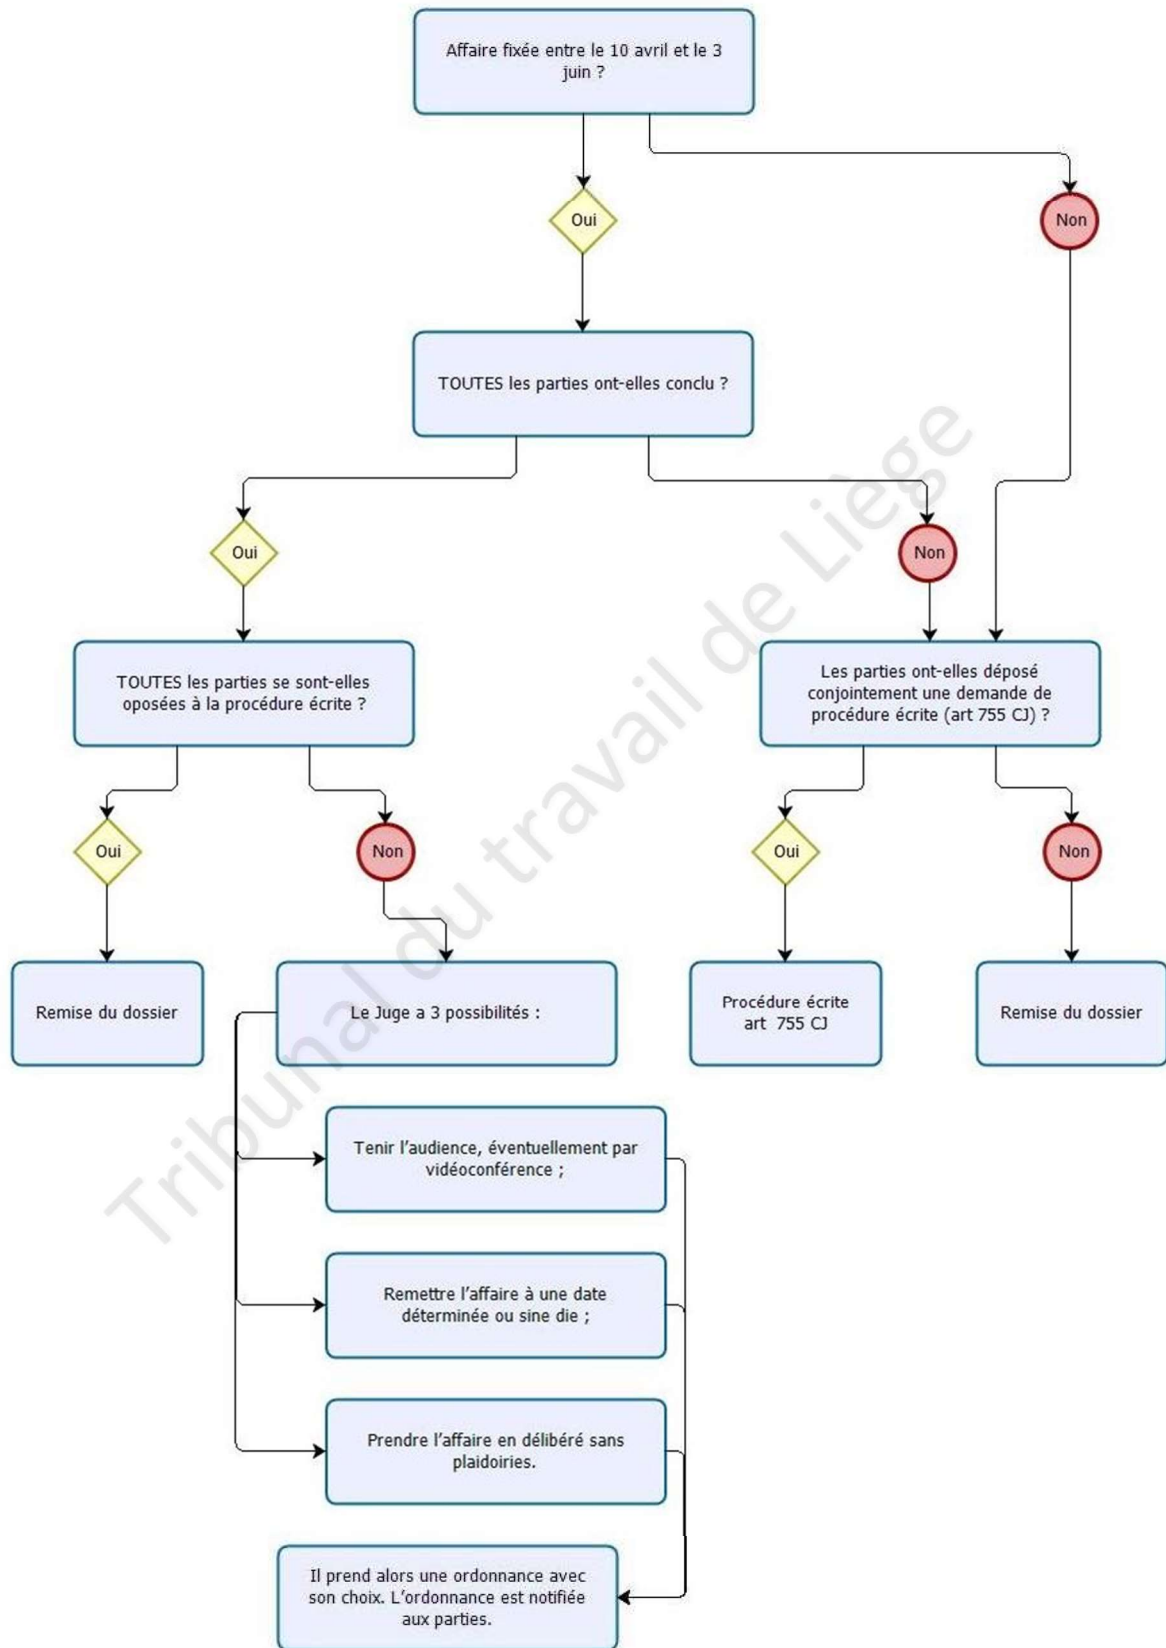 Affaire fixée entre le 10 avril et le 3
juin ?
Oui
Non
TOUTES les parties ont-elles conclu ?
Oui
Non
TOUTES les parties se sont-elles
oposées à la procédure écrite ?
Les parties ont-elles déposé
conjointement une demande de
procédure écrite (art 755 CJ) ?
Oui
Non
Oui
Non
Remise du dossier
Le Juge a 3 possibilités :
Procédure écrite
art 755 CJ
Remise du dossier
Tenir l'audience, éventuellement par
vidéoconférence ;
Remettre l'affaire à une date
déterminée ou sine die ;
Prendre l'affaire en délibéré sans
plaidoiries.
Il prend alors une ordonnance avec
son choix. L'ordonnance est notifiée
aux parties.
Tribunal du travail de Liège